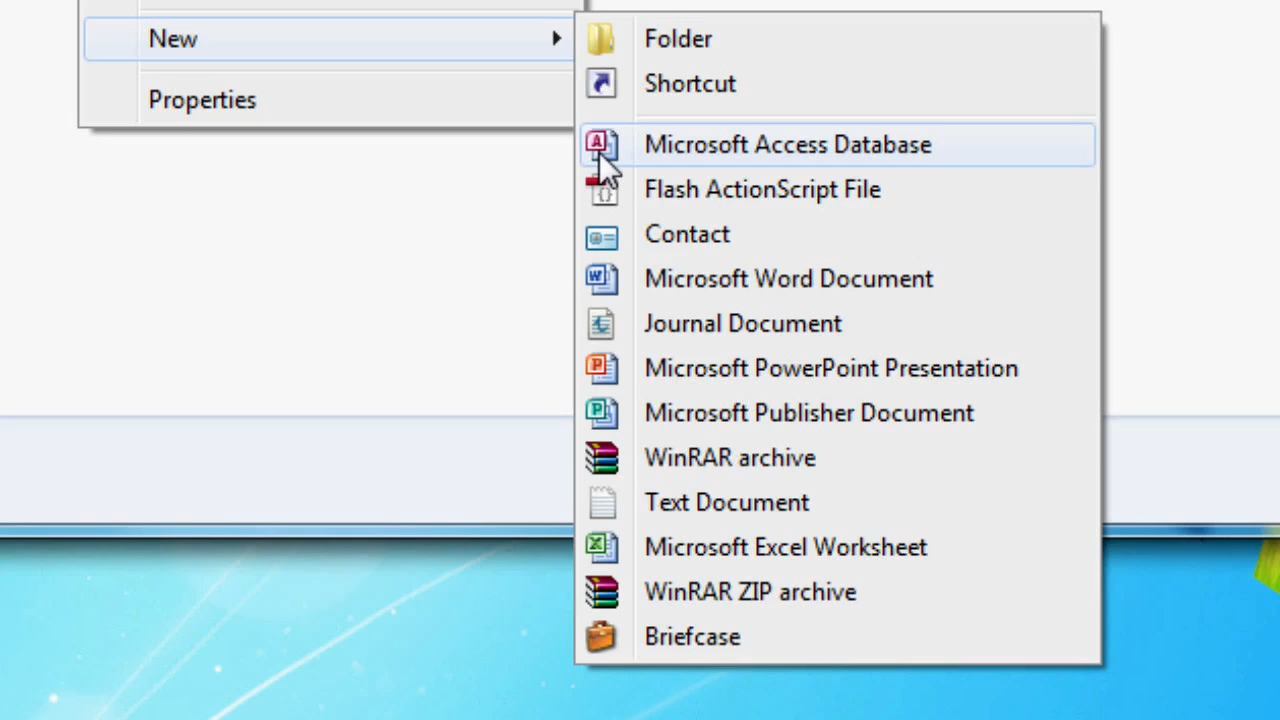 New
Properties
Folder
Shortcut
Microsoft Access Database
Flash ActionScript File
Contact
Microsoft Word Document
Journal Document
Microsoft PowerPoint Presentation
Microsoft Publisher Document
WinRAR archive
Text Document
Microsoft Excel Worksheet
WinRAR ZIP archive
Briefcase